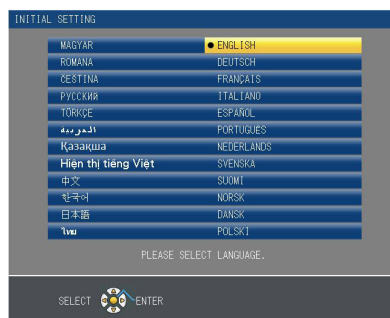 INITIAL SETTING
MAGYAR ENGLISH
ROMÂNA DEUTSCH
ČEŠTINA FRANÇAIS
РУССКИЙ ITALIANO
TÜRKÇE ESPAÑOL
العربية PORTUGUÊS
Қазақша NEDERLANDS
Hiện thị tiếng Việt SVENSKA
中文 SUOMI
한국어 NORSK
日本語 DANSK
ไทย POLSKI
PLEASE SELECT LANGUAGE.
SELECT ENTER